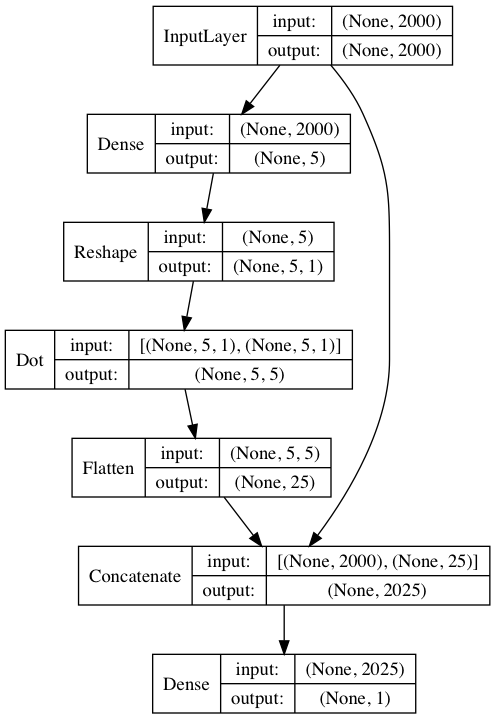 InputLayer
input:
(None, 2000)
output:
(None, 2000)
Dense
input:
(None, 2000)
output:
(None, 5)
Reshape
input:
(None, 5)
output:
(None, 5, 1)
Dot
input:
[(None, 5, 1), (None, 5, 1)]
output:
(None, 5, 5)
Flatten
input:
(None, 5, 5)
output:
(None, 25)
Concatenate
input:
[(None, 2000), (None, 25)]
output:
(None, 2025)
Dense
input:
(None, 2025)
output:
(None, 1)